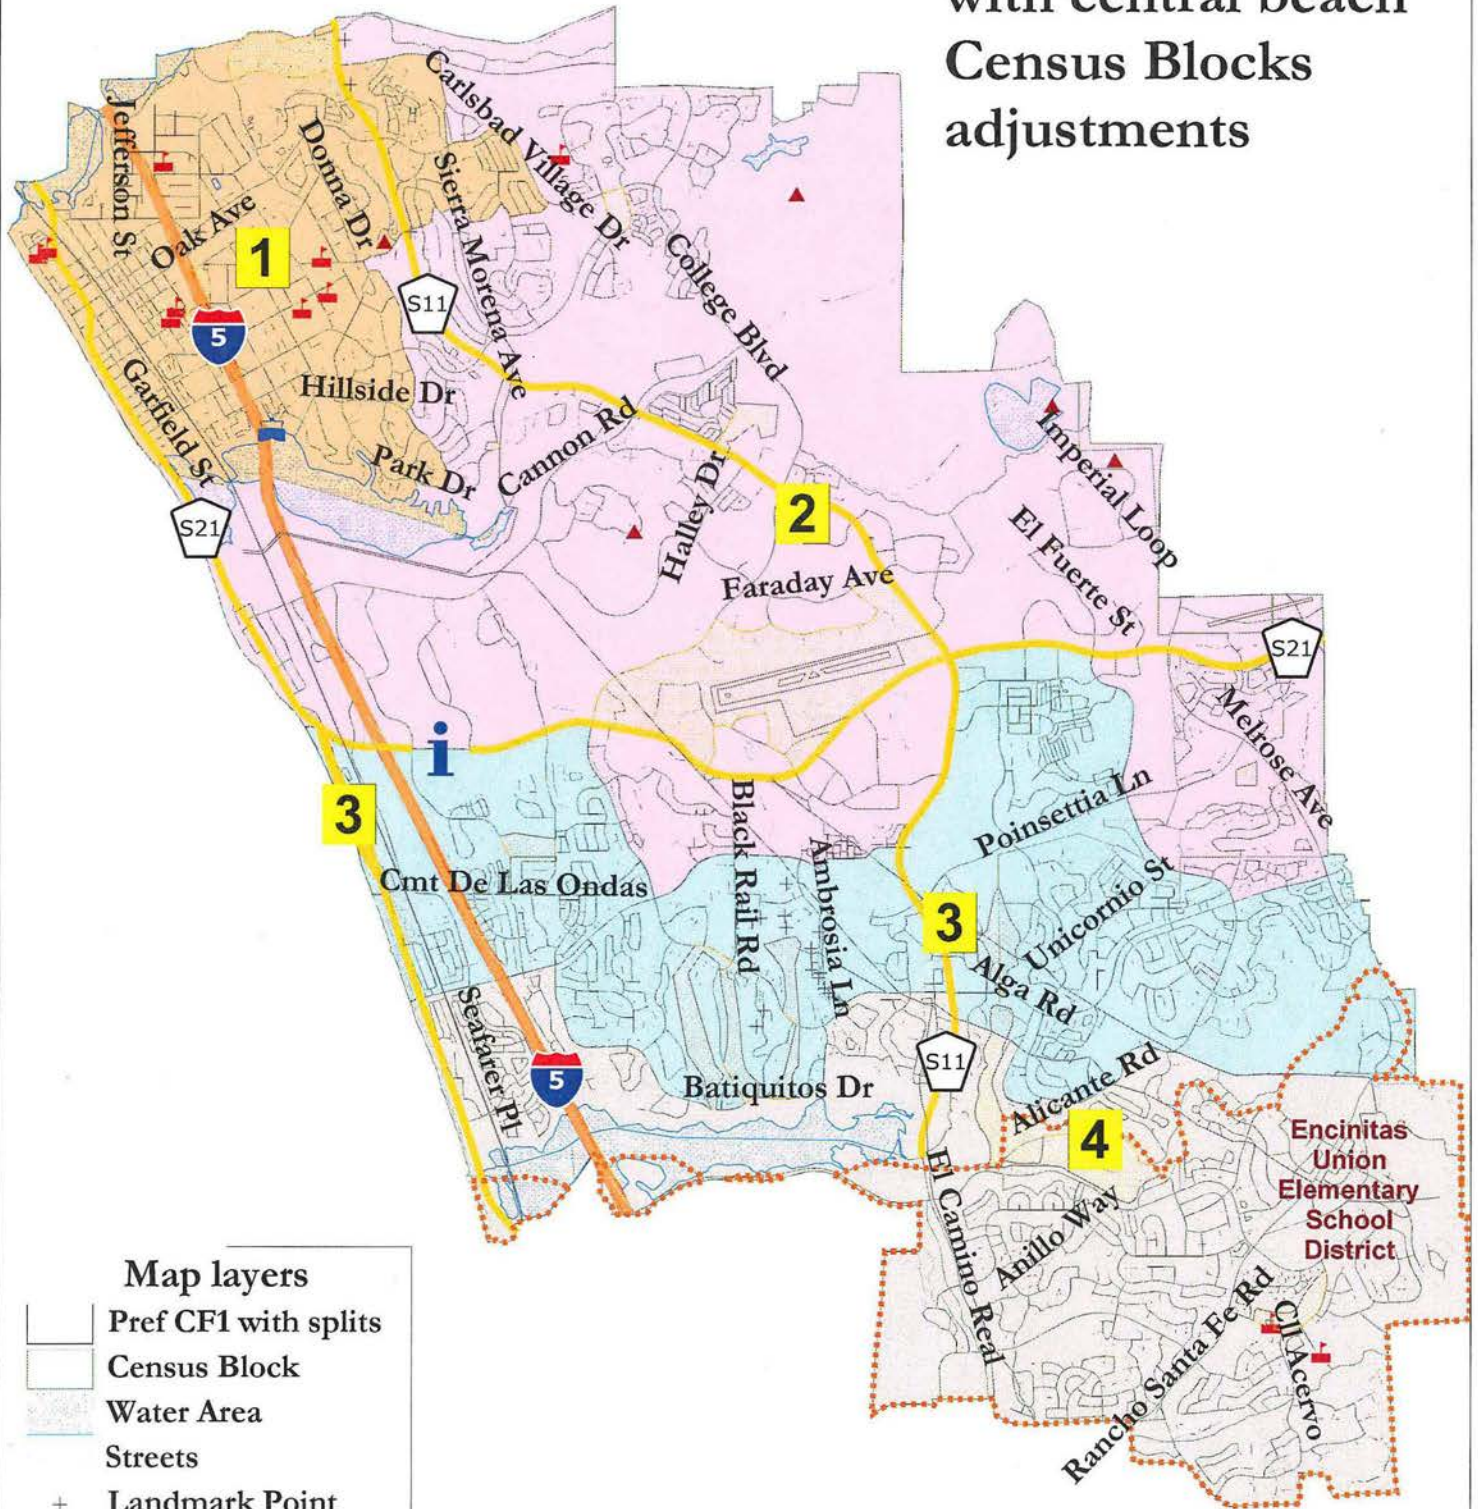 with central beach
Census Blocks
adjustments
Carlsbad Village Dr
Jefferson St
Donna Dr
Sierra Morena Ave
Oak Ave
1
College Blvd
S11
5
Garfield St
Hillside Dr
Cannon Rd
Park Dr
Halley Dr
Imperial Loop
2
S21
El Fuerte St
Faraday Ave
S21
Melrose Ave
i
3
Black Rail Rd
Poinsettia Ln
Ambrosia Ln
Cmt De Las Ondas
Unicornio St
3
Alga Rd
Seafarer Pl
S11
5
Batiquitos Dr
Alicante Rd
4
Encinitas
Union
Elementary
School
District
El Camino Real
Anillo Way
Rancho Santa Fe Rd
Cll Acervo
Map layers
Pref CF1 with splits
Census Block
Water Area
Streets
Landmark Point